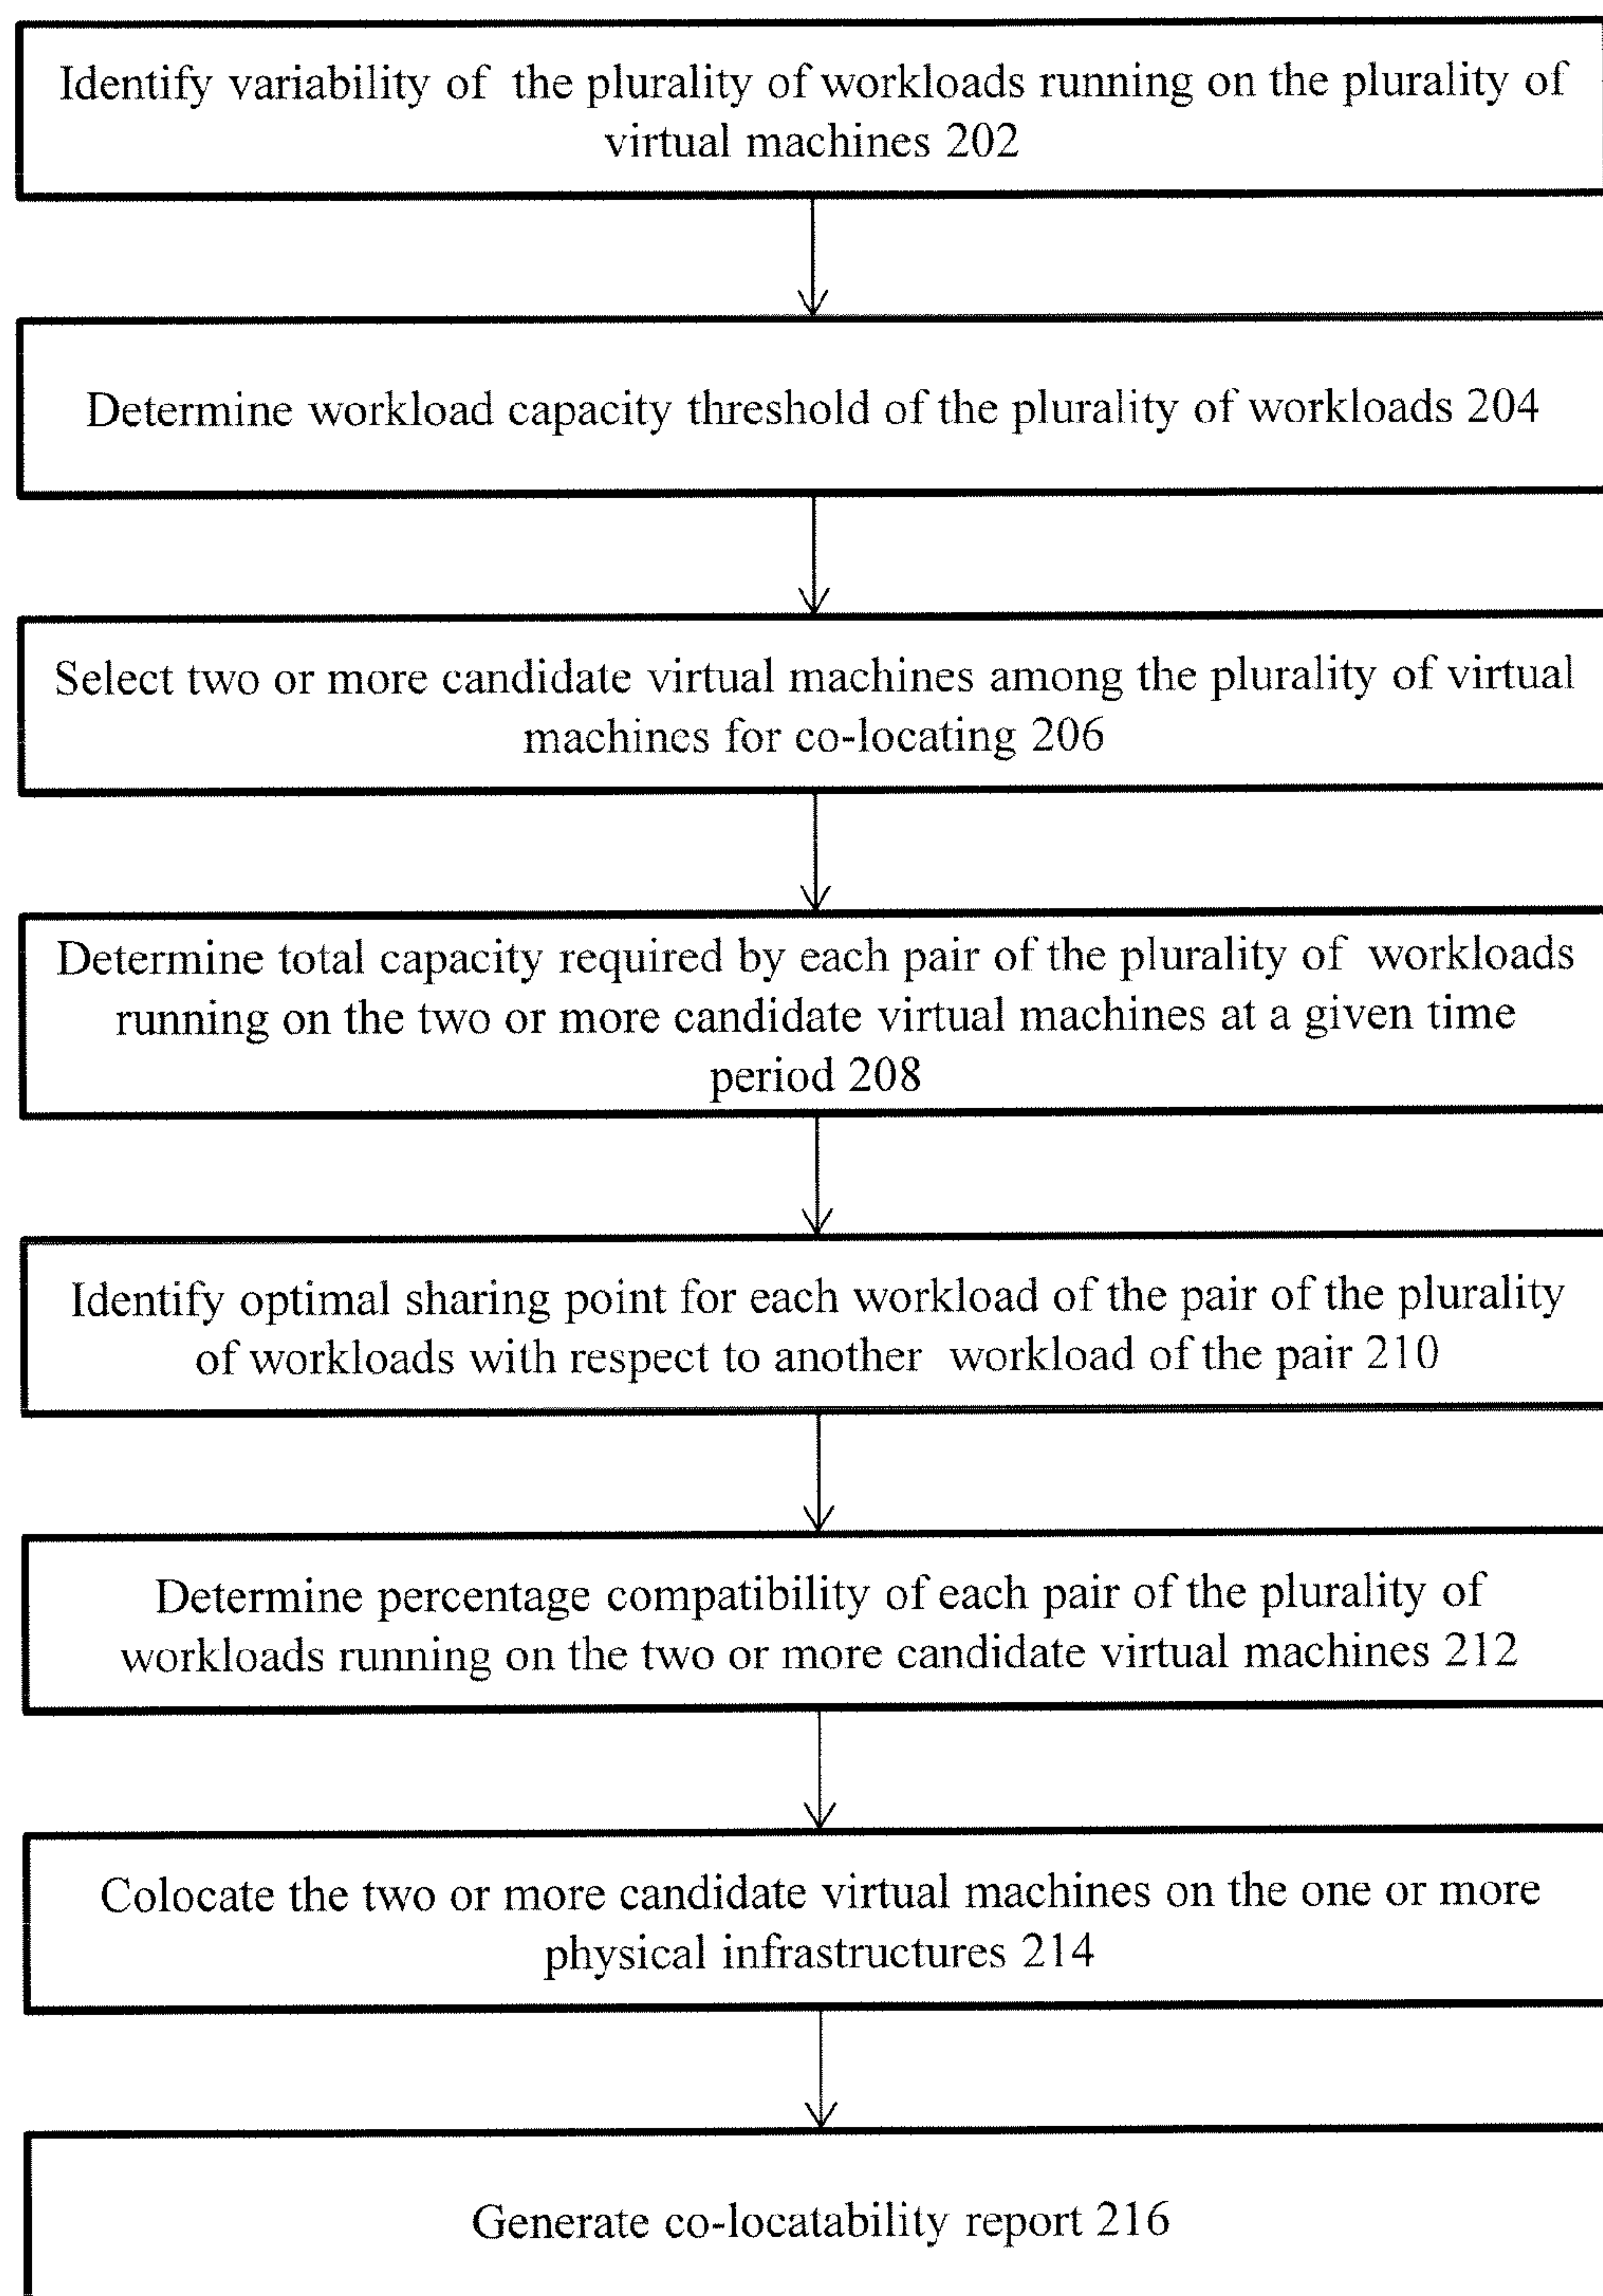 Identify variability of the plurality of workloads running on the plurality of
virtual machines 202
Determine workload capacity threshold of the plurality of workloads 204
Select two or more candidate virtual machines among the plurality of virtual
machines for co-locating 206
Determine total capacity required by each pair of the plurality of workloads
running on the two or more candidate virtual machines at a given time
period 208
Identify optimal sharing point for each workload of the pair of the plurality
of workloads with respect to another workload of the pair 210
Determine percentage compatibility of each pair of the plurality of
workloads running on the two or more candidate virtual machines 212
Colocate the two or more candidate virtual machines on the one or more
physical infrastructures 214
Generate co-locatability report 216